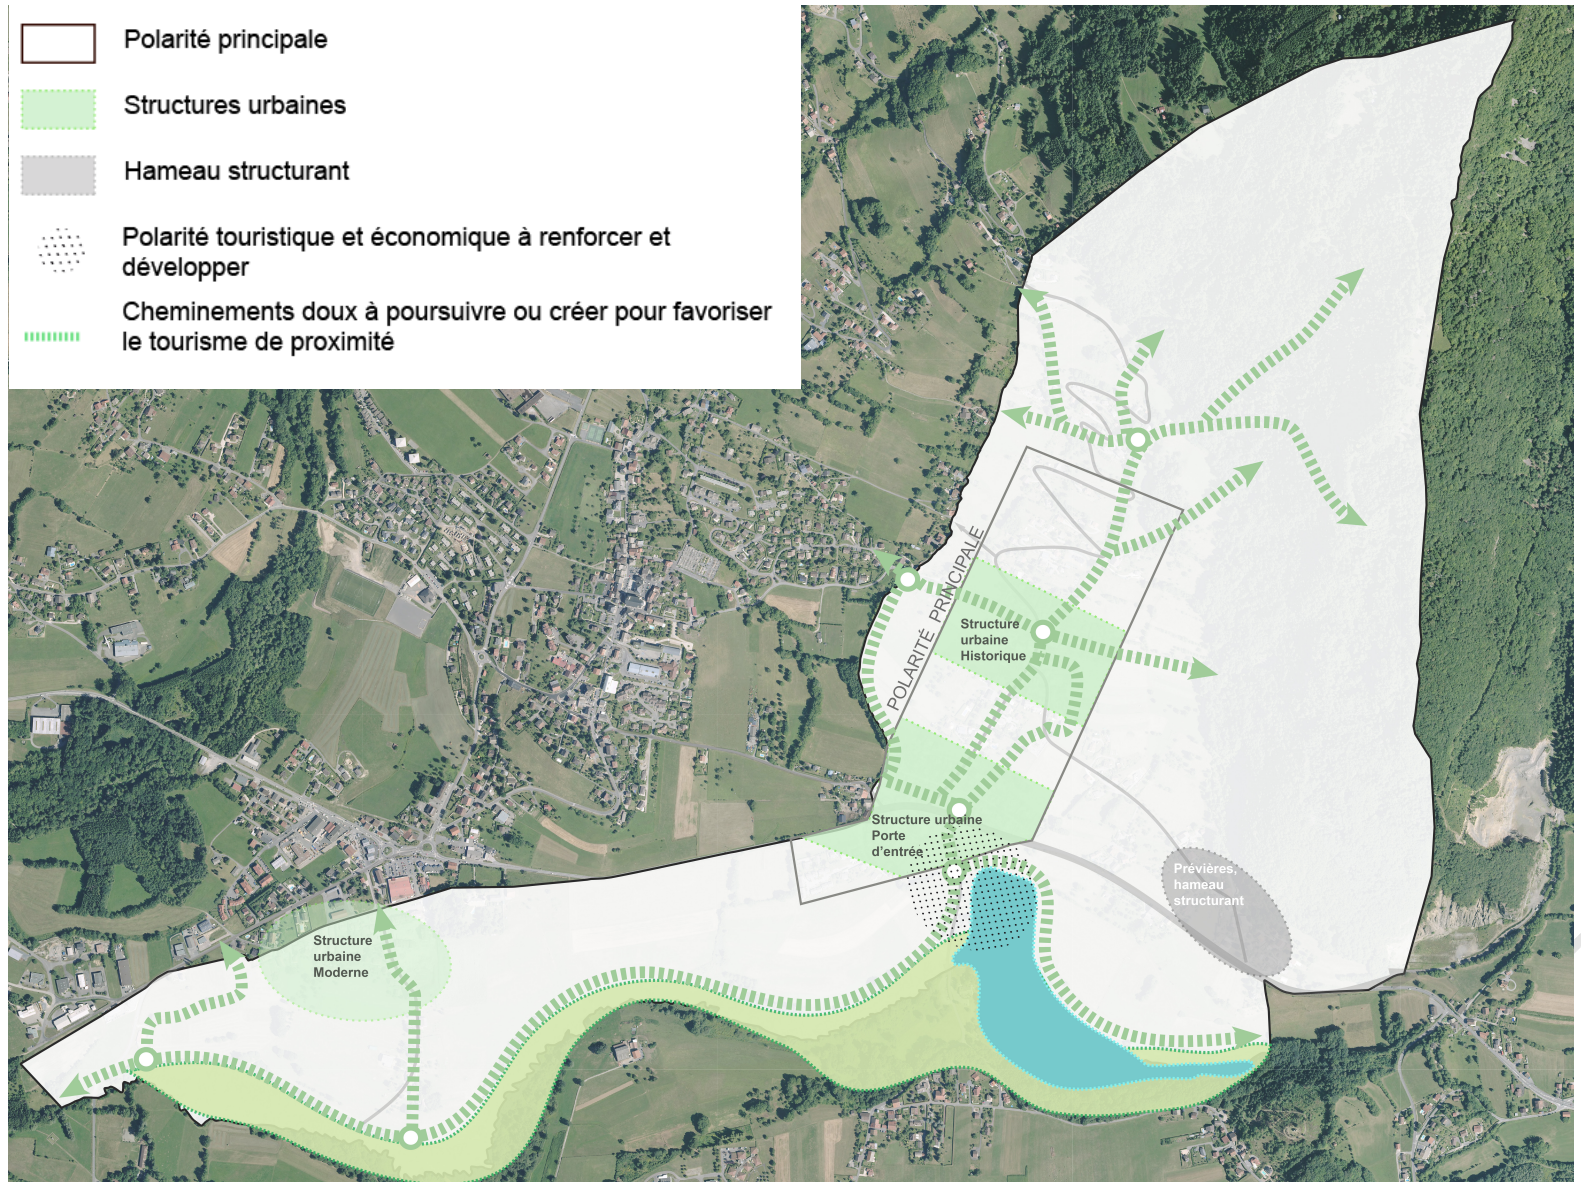 Polarité principale
Structures urbaines
Hameau structurant
Polarité touristique et économique à renforcer et
développer
Cheminements doux à poursuivre ou créer pour favoriser
le tourisme de proximité
POLARITÉ PRINCIPALE
Structure
urbaine
Historique
Structure urbaine
Porte
d'entrée
Prévières,
hameau
structurant
Structure
urbaine
Moderne